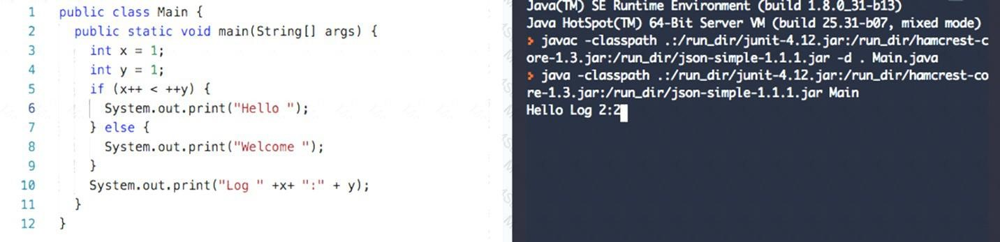 1 public class Main {
2 public static void main(String[] args) {
3 int x = 1;
4 int y = 1;
5 if (x++ < ++y) {
6 System.out.print("Hello ");
7 } else {
8 System.out.print("Welcome ");
9 }
10 System.out.print("Log " +x+ ":" + y);
11 }
12 }
Java(TM) SE Runtime Environment (build 1.8.0_31-b13)
Java HotSpot(TM) 64-Bit Server VM (build 25.31-b07, mixed mode)
> javac -classpath .:/run_dir/junit-4.12.jar:/run_dir/hamcrest-c
ore-1.3.jar:/run_dir/json-simple-1.1.1.jar -d . Main.java
> java -classpath .:/run_dir/junit-4.12.jar:/run_dir/hamcrest-co
re-1.3.jar:/run_dir/json-simple-1.1.1.jar Main
Hello Log 2:2